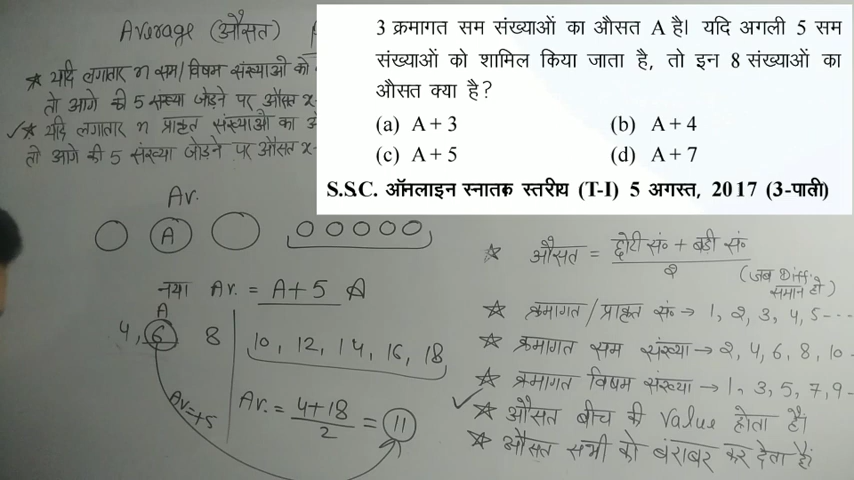 Average (औसत)
★ यदि लगातार n सम/विषम संख्याओं को
तो आगे की 5 संख्या जोड़ने पर औसत x
✓★ यदि लगातार n प्राकृत संख्याओं का औ
तो आगे की 5 संख्या जोड़ने पर औसत x
3 क्रमागत सम संख्याओं का औसत A है। यदि अगली 5 सम
संख्याओं को शामिल किया जाता है, तो इन 8 संख्याओं का
औसत क्या है?
(a) A + 3 (b) A + 4
(c) A + 5 (d) A + 7
S.S.C. ऑनलाइन स्नातक स्तरीय (T-I) 5 अगस्त, 2017 (3-पाली)
Av.
A
नया Av. = A+5
A
4, 6 8 | 10, 12, 14, 16, 18
Av=+5
Av. = 4+18 / 2 = 11
★ औसत = छोटी सं० + बड़ी सं० / 2
(जब Diff. समान हो)
★ क्रमागत/प्राकृत सं० → 1, 2, 3, 4, 5---
★ क्रमागत सम संख्या → 2, 4, 6, 8, 10-
★ क्रमागत विषम संख्या → 1, 3, 5, 7, 9-
✓★ औसत बीच की Value होता है।
★ औसत सभी को बराबर कर देता है।